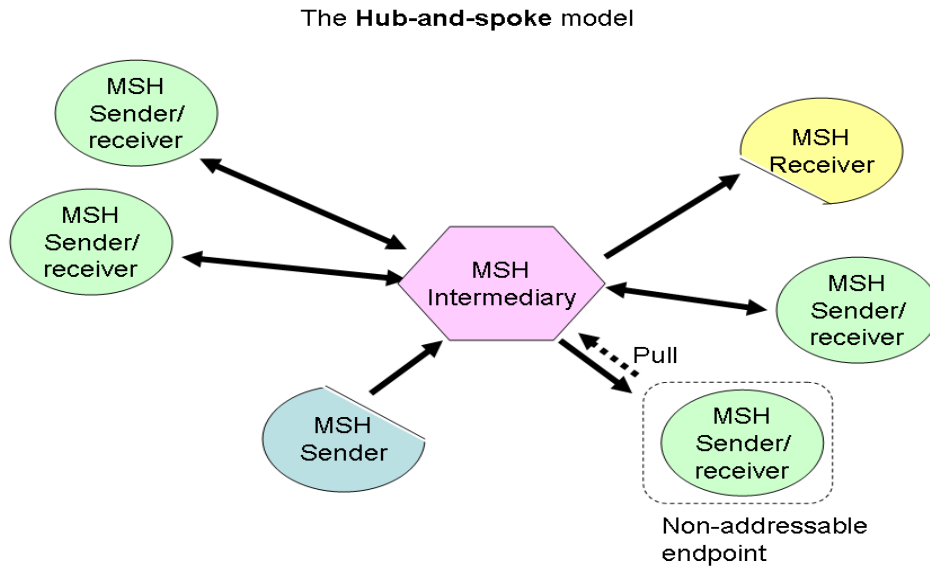 The Hub-and-spoke model
MSH
Sender/
receiver
MSH
Sender/
receiver
MSH
Intermediary
MSH
Receiver
MSH
Sender/
receiver
Pull
MSH
Sender
MSH
Sender/
receiver
Non-addressable
endpoint